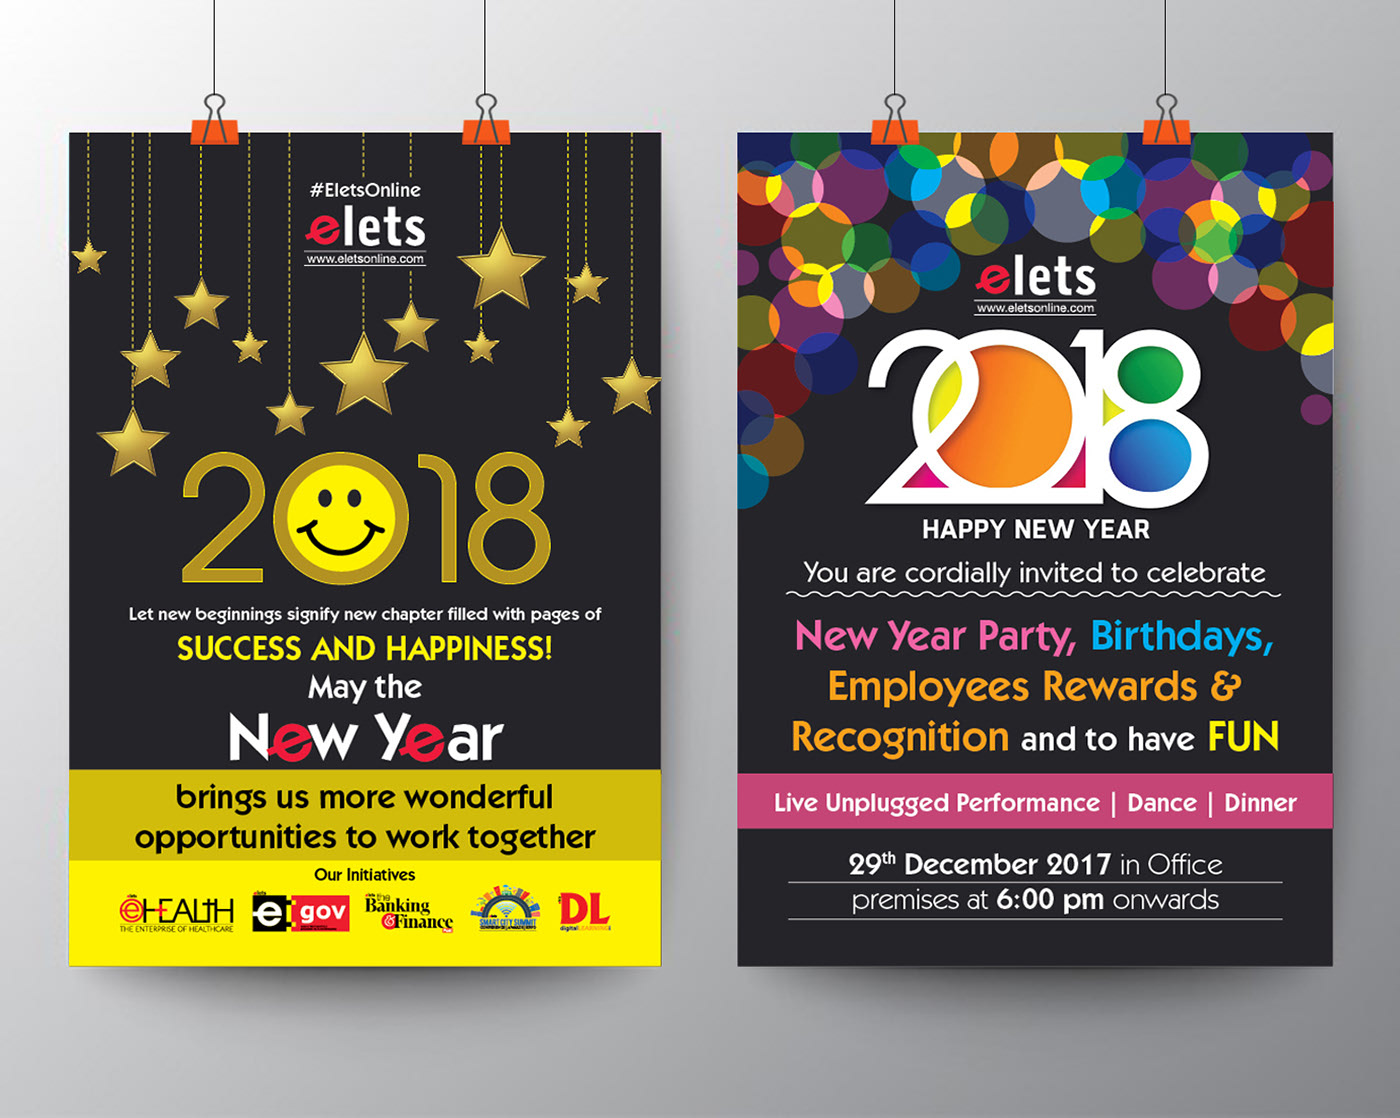 #EletsOnline
elets
www.eletsonline.com
2018
Let new beginnings signify new chapter filled with pages of
SUCCESS AND HAPPINESS!
May the
New Year
brings us more wonderful
opportunities to work together
Our Initiatives
elets
eHEALTH
THE ENTERPRISE OF HEALTHCARE
elets
e gov
the
Banking
&Finance
SMART CITY SUMMIT
DL
digitalLEARNING
elets
www.eletsonline.com
2018
HAPPY NEW YEAR
You are cordially invited to celebrate
New Year Party, Birthdays,
Employees Rewards &
Recognition and to have FUN
Live Unplugged Performance | Dance | Dinner
29th December 2017 in Office
premises at 6:00 pm onwards